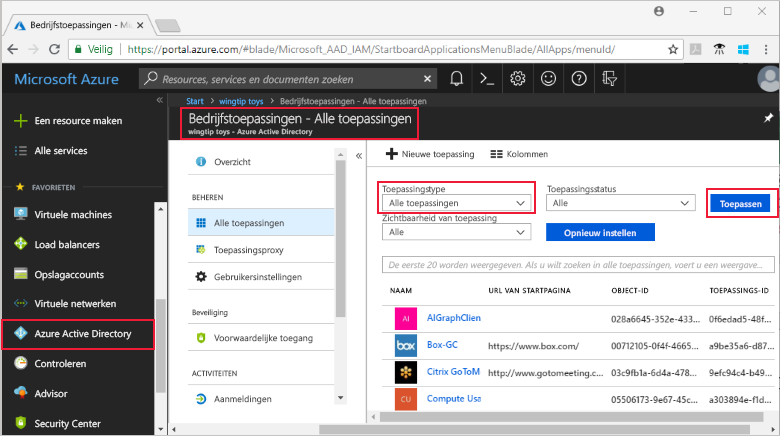 Bedrijfstoepassingen - Mi
Veilig https://portal.azure.com/#blade/Microsoft_AAD_IAM/StartboardApplicationsMenuBlade/AllApps/menuId/
Microsoft Azure
Resources, services en documenten zoeken
Start > wingtip toys > Bedrijfstoepassingen - Alle toepassingen
Bedrijfstoepassingen - Alle toepassingen
wingtip toys - Azure Active Directory
Een resource maken
Alle services
FAVORIETEN
Virtuele machines
Load balancers
Opslagaccounts
Virtuele netwerken
Azure Active Directory
Controleren
Advisor
Security Center
Overzicht
BEHEREN
Alle toepassingen
Toepassingsproxy
Gebruikersinstellingen
Beveiliging
Voorwaardelijke toegang
ACTIVITEITEN
Aanmeldingen
Nieuwe toepassing
Kolommen
Toepassingstype
Alle toepassingen
Toepassingsstatus
Alle
Toepassen
Zichtbaarheid van toepassing
Alle
Opnieuw instellen
De eerste 20 worden weergegeven. Als u wilt zoeken in alle toepassingen, voert u een weergave...
NAAM URL VAN STARTPAGINA OBJECT-ID TOEPASSINGS-ID
AI AIGraphClien 028a6645-352e-433... 0f6edad5-48f...
box Box-GC https://www.box.com/ 00712105-0f4f-4665... a9be35a6-d87...
Citrix GoToM http://www.gotomeeting.c... 03c9fb1a-6d4a-478... 9efc94c4-b49...
CU Compute Usa 05506173-9e67-45c... a303894e-f1d...